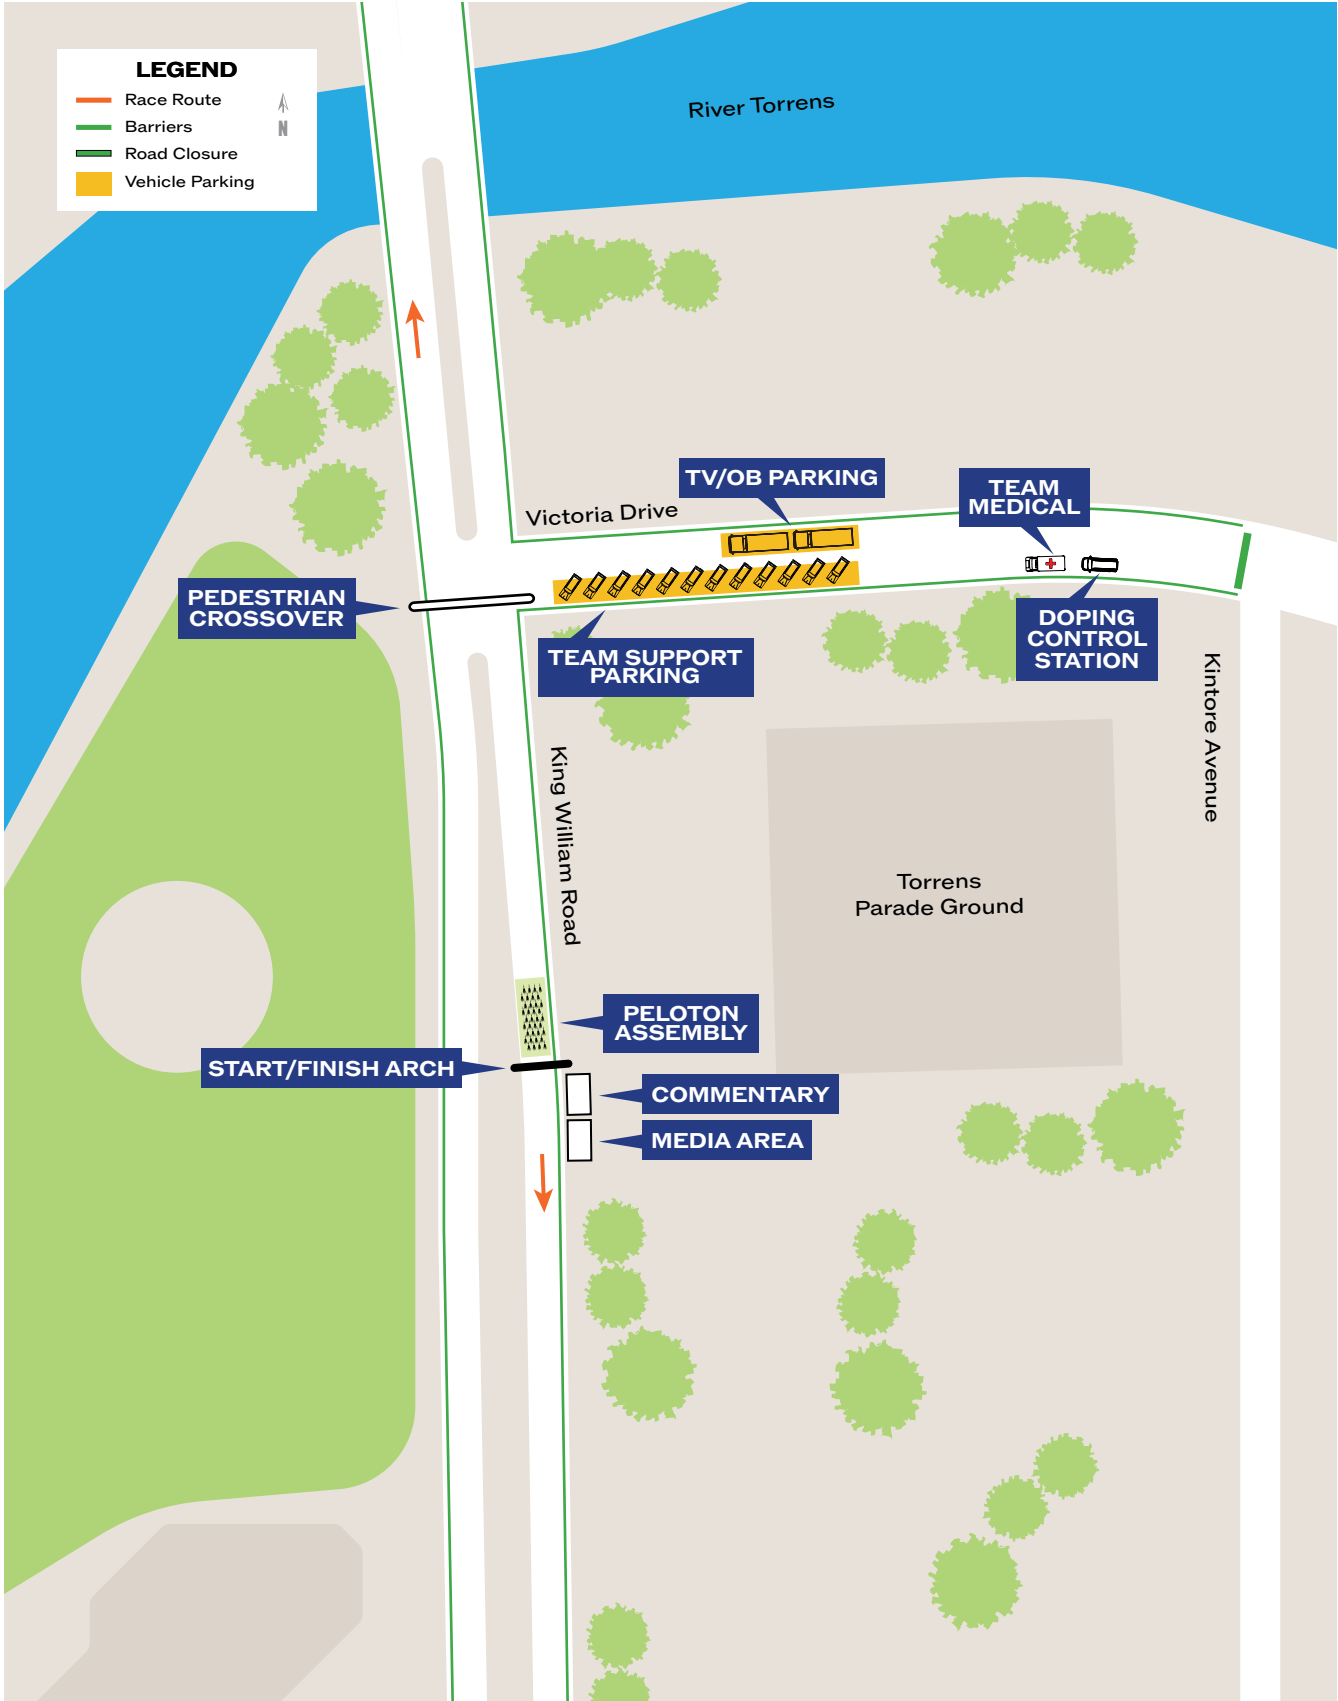 LEGEND
Race Route
Barriers
N
Road Closure
Vehicle Parking
River Torrens
TV/OB PARKING
TEAM
MEDICAL
Victoria Drive
PEDESTRIAN
CROSSOVER
DOPING
CONTROL
STATION
TEAM SUPPORT
PARKING
Kintore Avenue
King William Road
Torrens
Parade Ground
PELOTON
ASSEMBLY
START/FINISH ARCH
COMMENTARY
MEDIA AREA